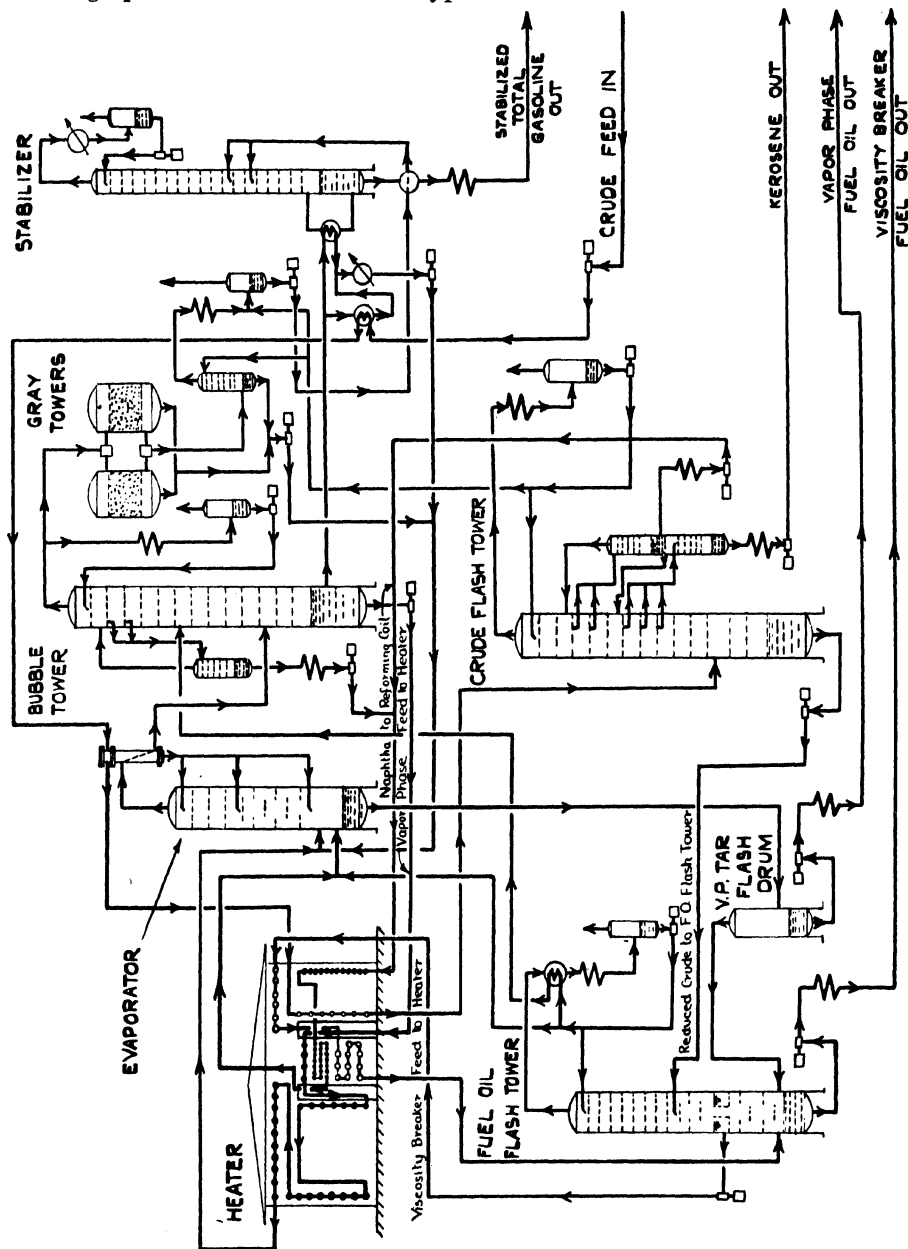 STABILIZER
GRAY
TOWERS
BUBBLE
TOWER
EVAPORATOR
HEATER
STABILIZED
TOTAL
GASOLINE
OUT
CRUDE FEED IN
KEROSENE OUT
VAPOR PHASE
FUEL OIL OUT
VISCOSITY BREAKER
FUEL OIL OUT
CRUDE FLASH TOWER
Naphtha to Reforming Coil
Vapor Phase Feed to Heater
V.P. TAR
FLASH
DRUM
Reduced Crude to F.O. Flash Tower
FUEL OIL
FLASH TOWER
Viscosity Breaker Feed to Heater